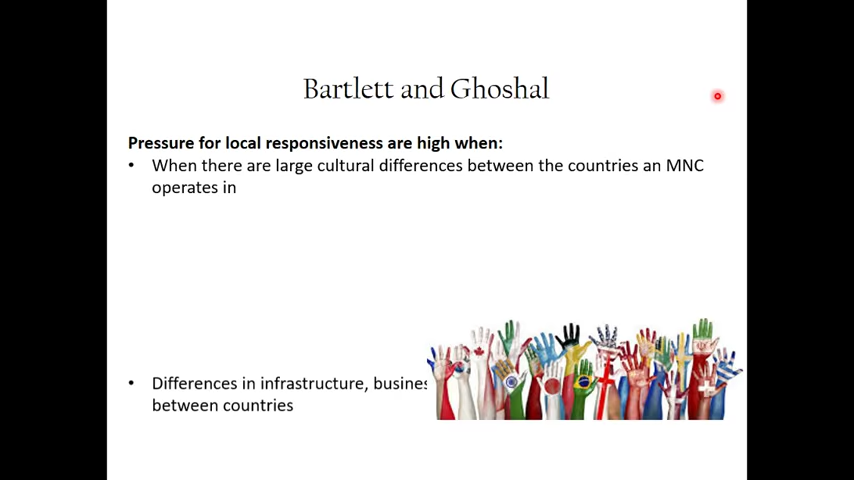 Bartlett and Ghoshal
Pressure for local responsiveness are high when:
• When there are large cultural differences between the countries an MNC
operates in
• Differences in infrastructure,
between countries